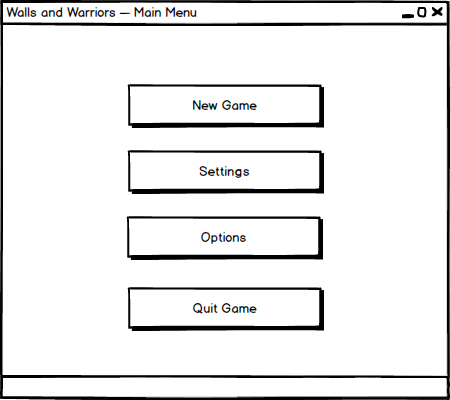 Walls and Warriors — Main Menu
New Game
Settings
Options
Quit Game